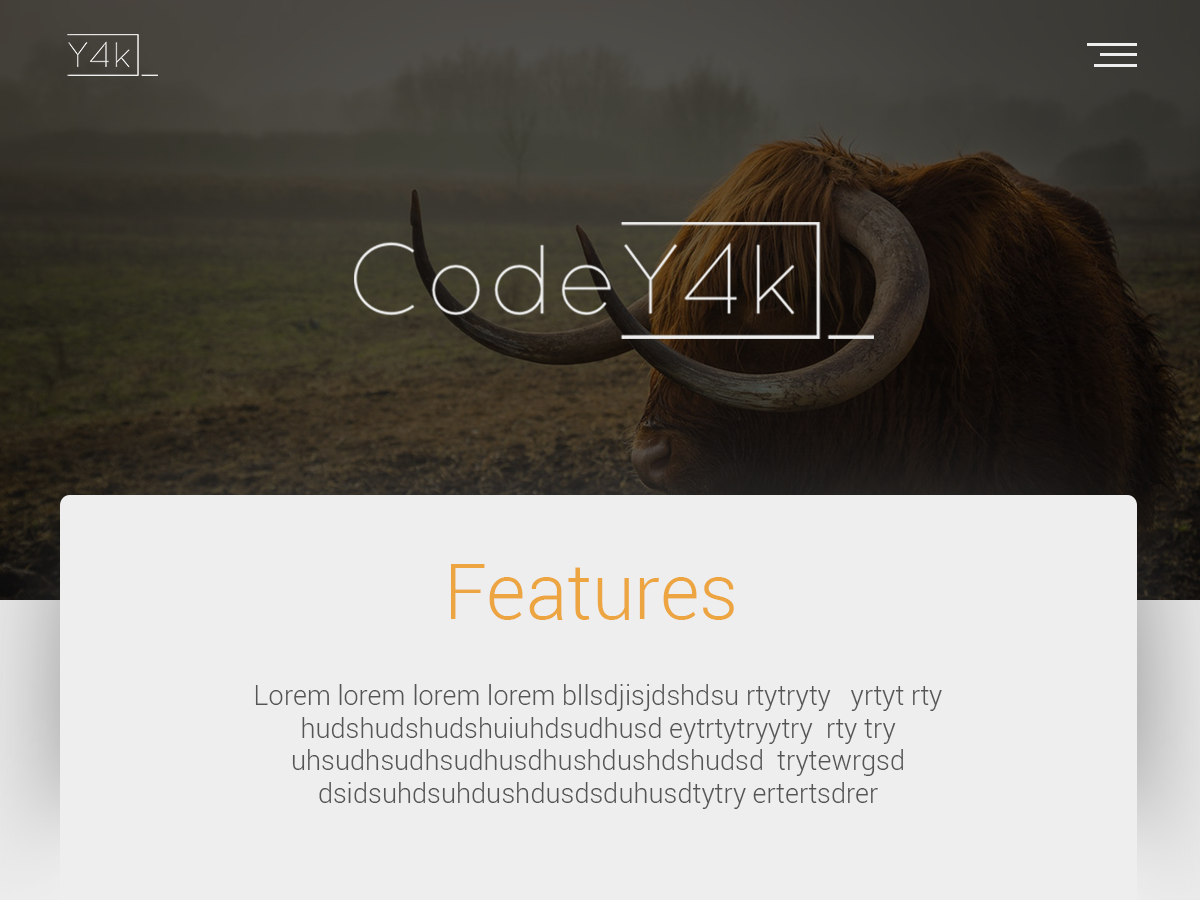 Y4k_
CodeY4k_
Features
Lorem lorem lorem lorem bllsdjisjdshdsu rtytryty   yrtyt rty
hudshudshudshuiuhdsudhusd eytrtytryytry  rty try
uhsudhsudhsudhusdhushdushdshudsd  trytewrgsd
dsidsuhdsuhdushdusdsduhusdtytry ertertsdrer